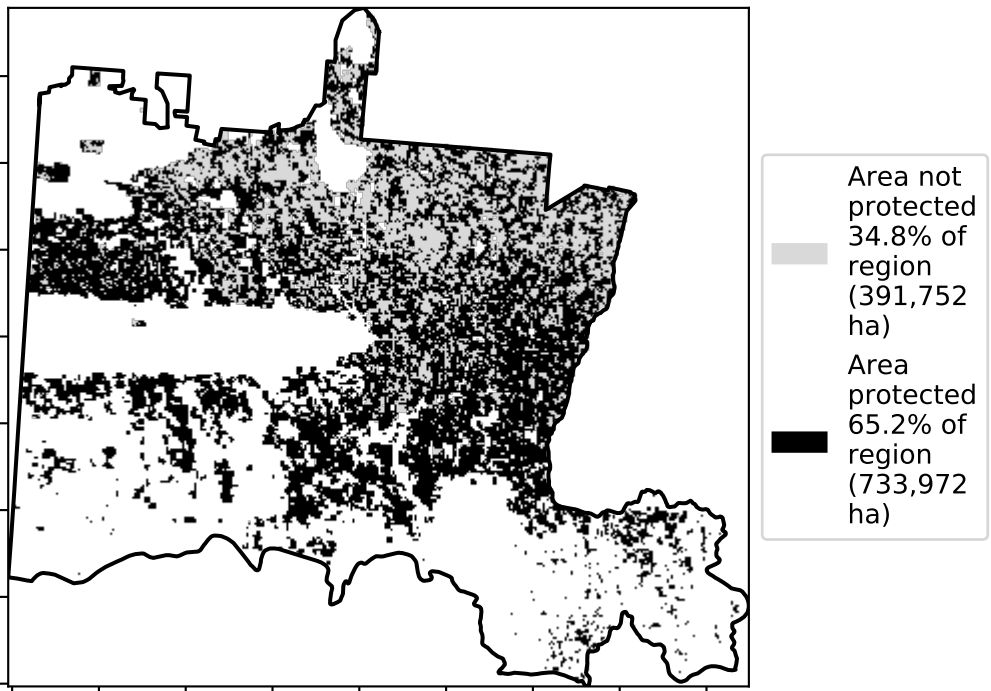 Area not
protected
34.8% of
region
(391,752
ha)
Area
protected
65.2% of
region
(733,972
ha)